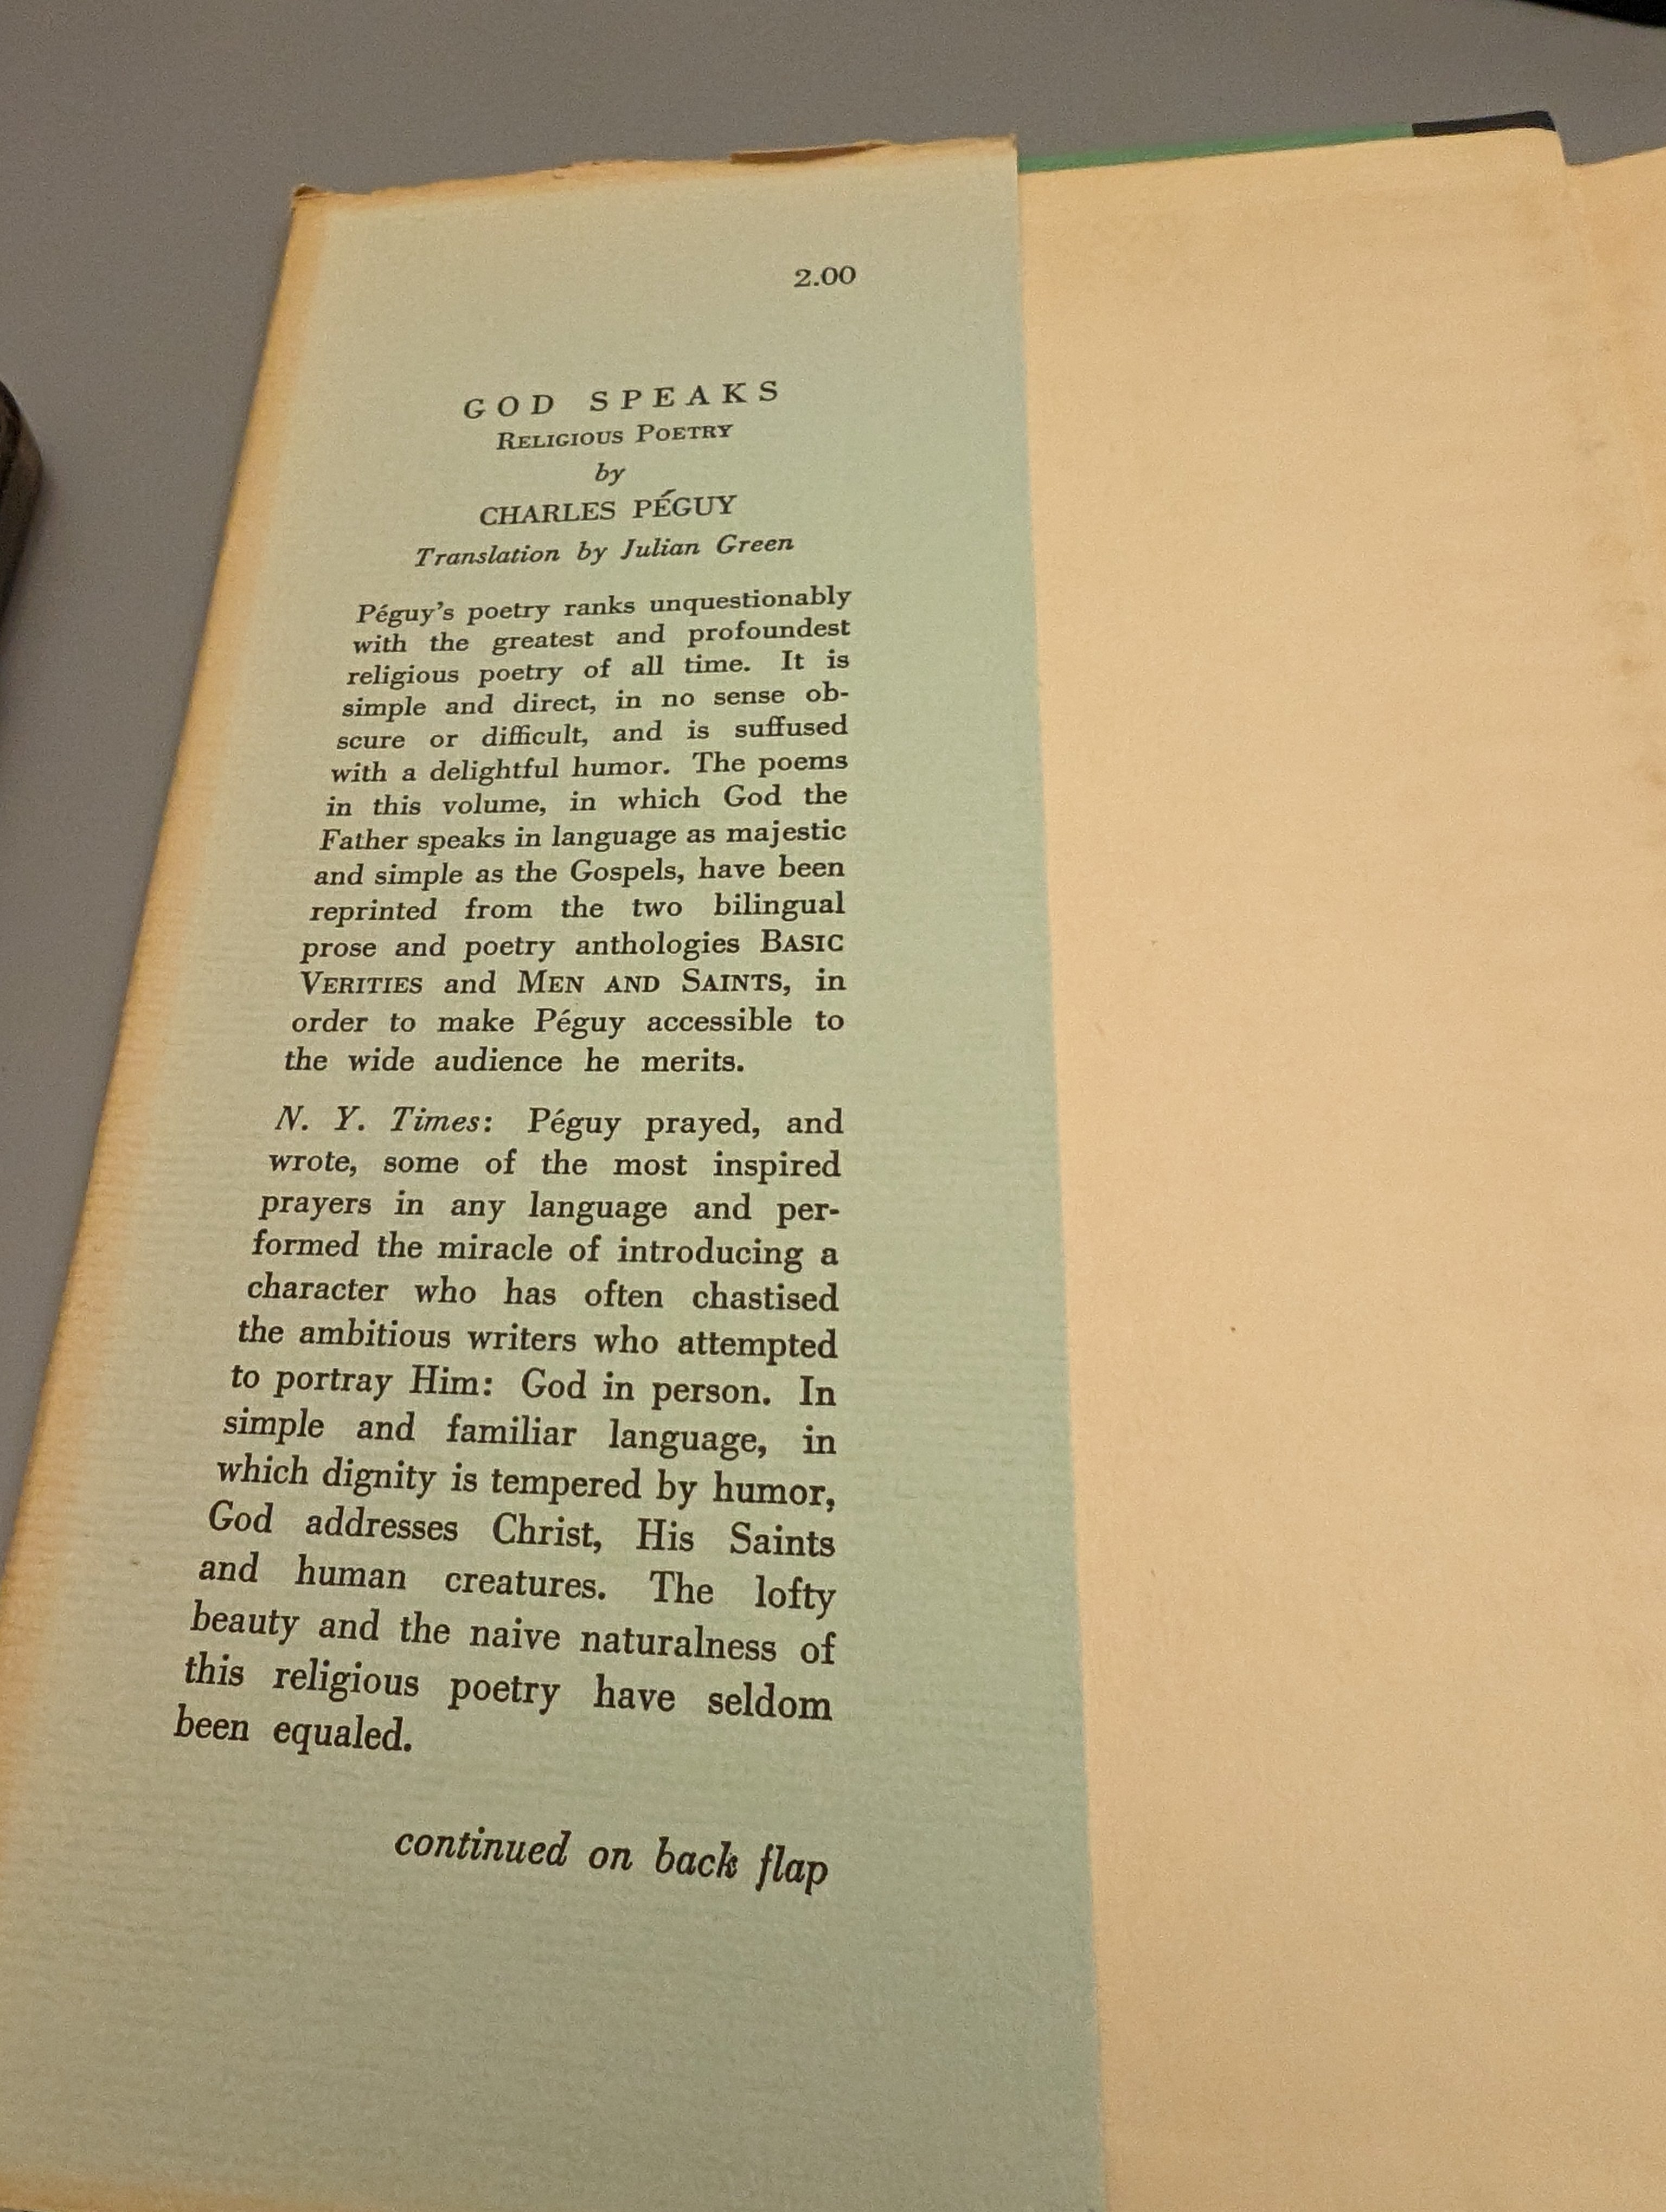 2.00
GOD SPEAKS
RELIGIOUS POETRY
by
CHARLES PÉGUY
Translation by Julian Green
Péguy's poetry ranks unquestionably
with the greatest and profoundest
religious poetry of all time. It is
simple and direct, in no sense ob-
scure or difficult, and is suffused
with a delightful humor. The poems
in this volume, in which God the
Father speaks in language as majestic
and simple as the Gospels, have been
reprinted from the two bilingual
prose and poetry anthologies BASIC
VERITIES and MEN AND SAINTS, in
order to make Péguy accessible to
the wide audience he merits.
N. Y. Times: Péguy prayed, and
wrote, some of the most inspired
prayers in any language and per-
formed the miracle of introducing a
character who has often chastised
the ambitious writers who attempted
to portray Him: God in person. In
simple and familiar language, in
which dignity is tempered by humor,
God addresses Christ, His Saints
and human creatures. The lofty
beauty and the naive naturalness of
this religious poetry have seldom
been equaled.
continued on back flap